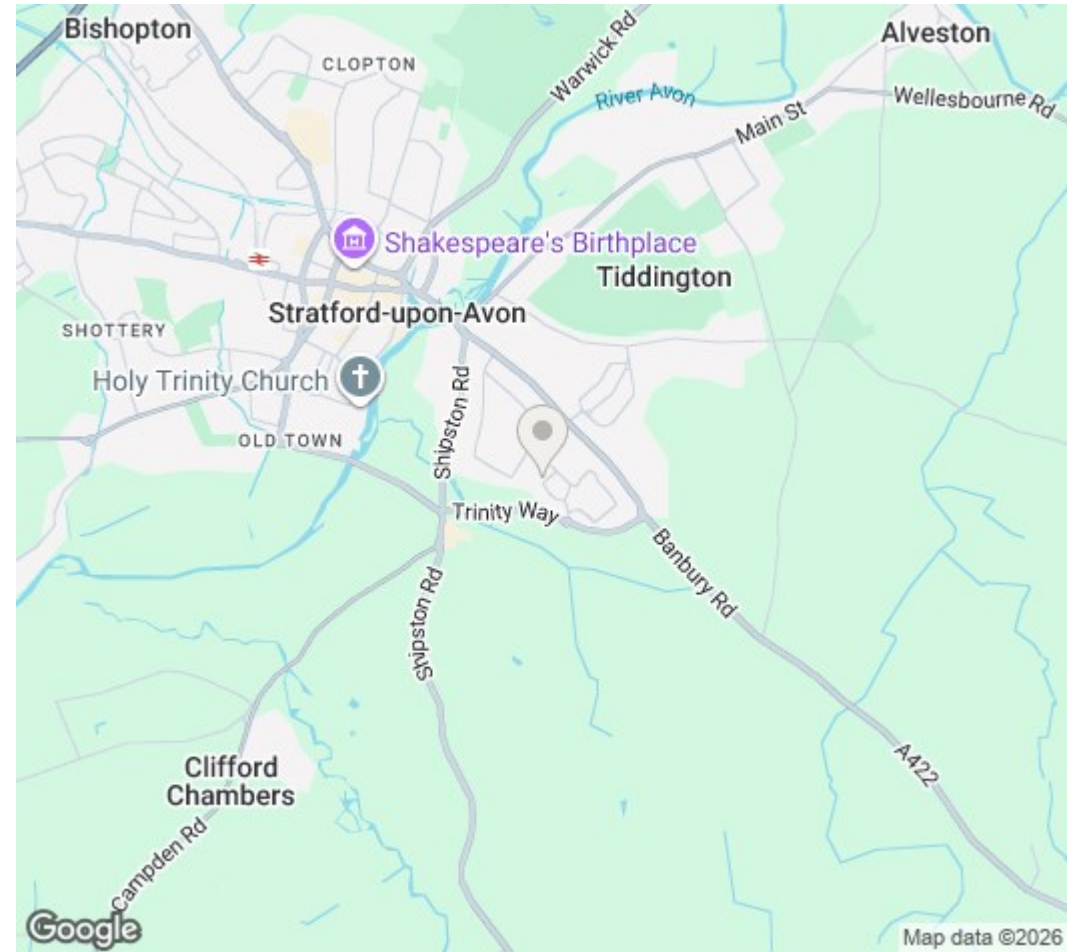 Bishopton
Alveston
CLOPTON
Warwick Rd
River Avon
Wellesbourne Rd
Main St
Shakespeare's Birthplace
Tiddington
Stratford-upon-Avon
SHOTTERY
Holy Trinity Church
Shipston Rd
OLD TOWN
Trinity Way
Banbury Rd
Shipston Rd
Clifford
Chambers
A422
Campden Rd
Google
Map data ©2026